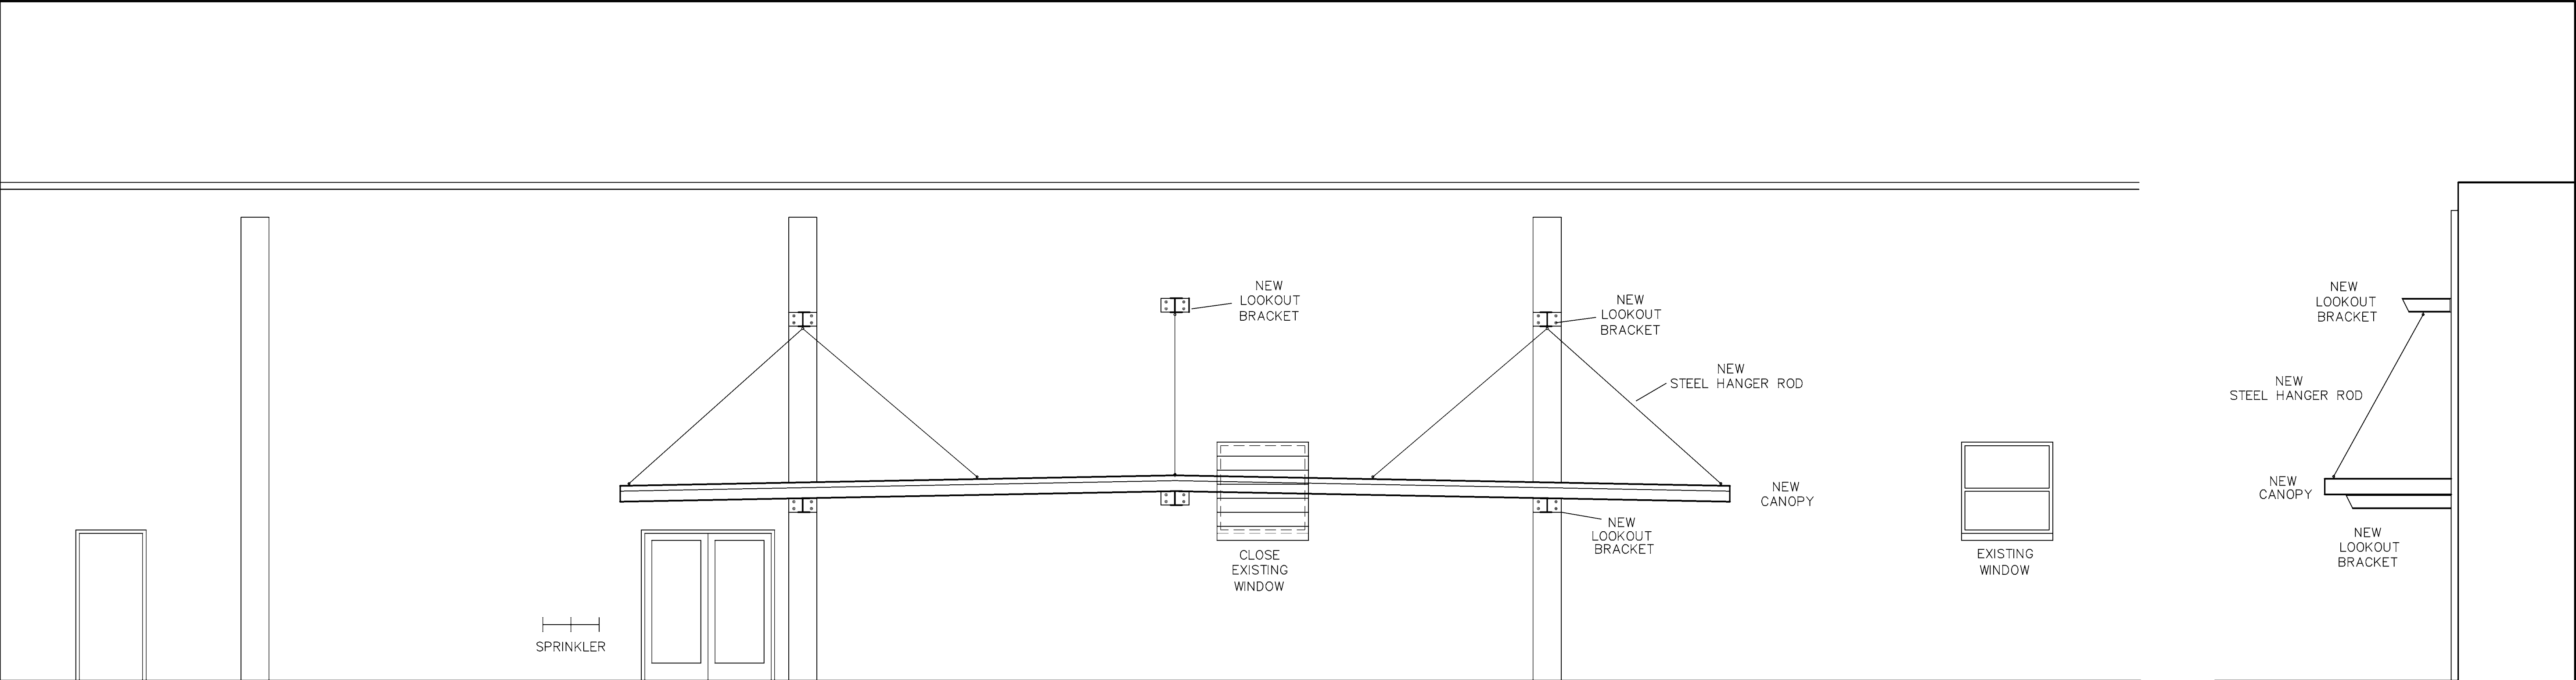 NEW
LOOKOUT
BRACKET
NEW
LOOKOUT
BRACKET
NEW
STEEL HANGER ROD
NEW
CANOPY
NEW
LOOKOUT
BRACKET
CLOSE
EXISTING
WINDOW
EXISTING
WINDOW
SPRINKLER
NEW
LOOKOUT
BRACKET
NEW
STEEL HANGER ROD
NEW
CANOPY
NEW
LOOKOUT
BRACKET